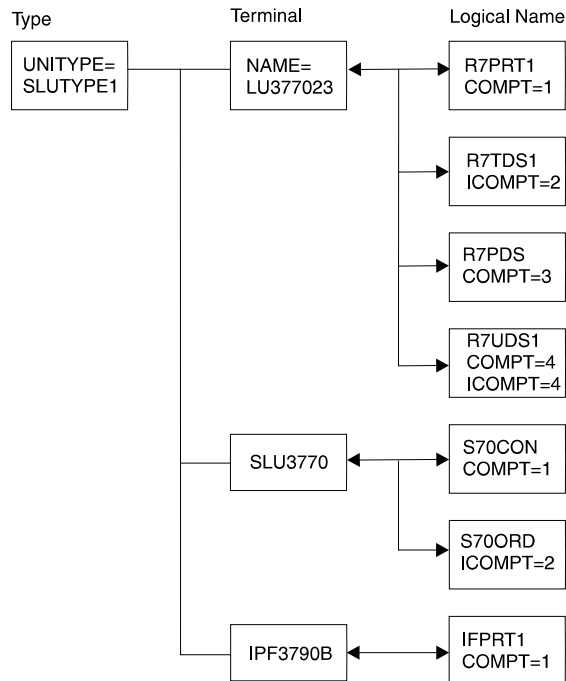 Type
Terminal
Logical Name
UNITYPE=
SLUTYPE1
NAME=
LU377023
R7PRT1
COMPT=1
R7TDS1
ICOMPT=2
R7PDS
COMPT=3
R7UDS1
COMPT=4
ICOMPT=4
SLU3770
S70CON
COMPT=1
S70ORD
ICOMPT=2
IPF3790B
IFPRT1
COMPT=1